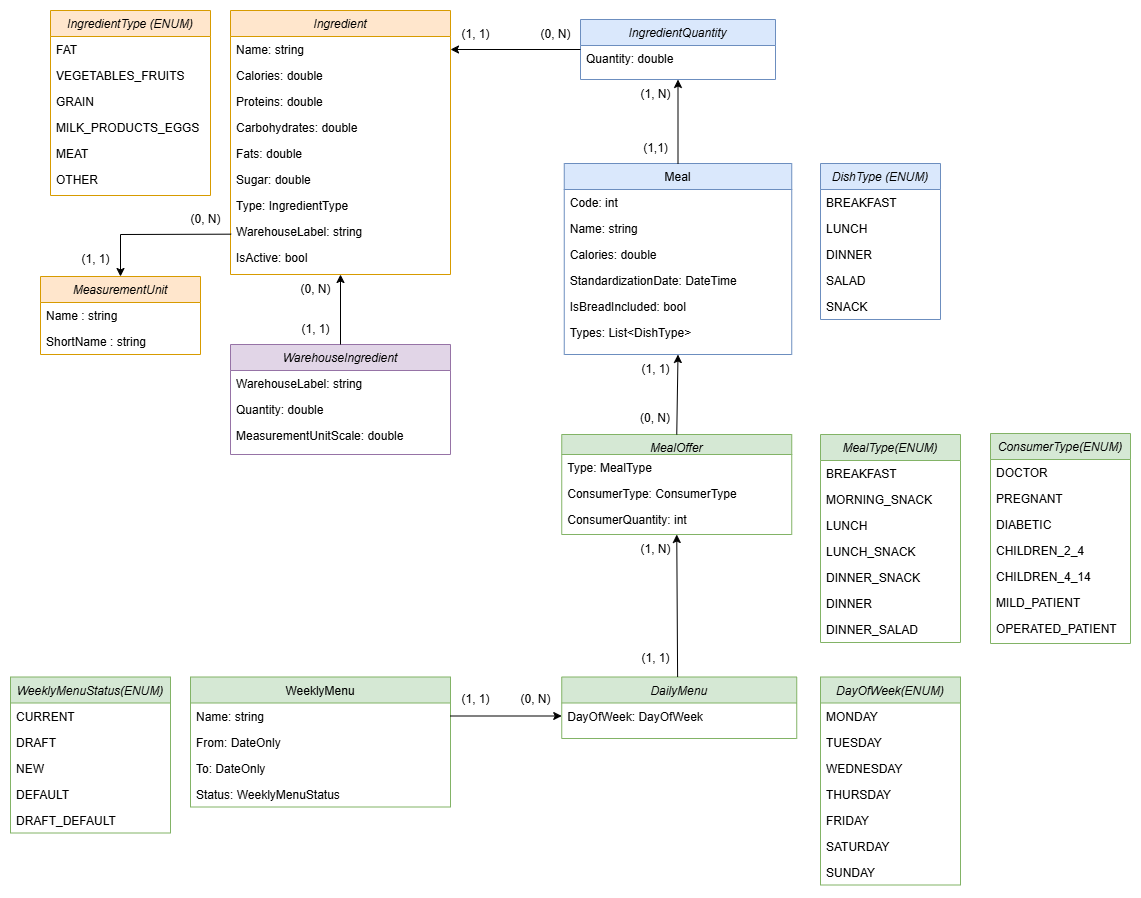 IngredientType (ENUM)
FAT
VEGETABLES_FRUITS
GRAIN
MILK_PRODUCTS_EGGS
MEAT
OTHER
Ingredient
Name: string
Calories: double
Proteins: double
Carbohydrates: double
Fats: double
Sugar: double
Type: IngredientType
WarehouseLabel: string
IsActive: bool
(1, 1)
(0, N)
IngredientQuantity
Quantity: double
(1, N)
(1,1)
Meal
Code: int
Name: string
Calories: double
StandardizationDate: DateTime
IsBreadIncluded: bool
Types: List<DishType>
DishType (ENUM)
BREAKFAST
LUNCH
DINNER
SALAD
SNACK
(0, N)
(1, 1)
MeasurementUnit
Name : string
ShortName : string
(0, N)
(1, 1)
WarehouseIngredient
WarehouseLabel: string
Quantity: double
MeasurementUnitScale: double
(1, 1)
(0, N)
MealOffer
Type: MealType
ConsumerType: ConsumerType
ConsumerQuantity: int
MealType(ENUM)
BREAKFAST
MORNING_SNACK
LUNCH
LUNCH_SNACK
DINNER_SNACK
DINNER
DINNER_SALAD
ConsumerType(ENUM)
DOCTOR
PREGNANT
DIABETIC
CHILDREN_2_4
CHILDREN_4_14
MILD_PATIENT
OPERATED_PATIENT
(1, N)
(1, 1)
WeeklyMenuStatus(ENUM)
CURRENT
DRAFT
NEW
DEFAULT
DRAFT_DEFAULT
WeeklyMenu
Name: string
From: DateOnly
To: DateOnly
Status: WeeklyMenuStatus
(1, 1)
(0, N)
DailyMenu
DayOfWeek: DayOfWeek
DayOfWeek(ENUM)
MONDAY
TUESDAY
WEDNESDAY
THURSDAY
FRIDAY
SATURDAY
SUNDAY